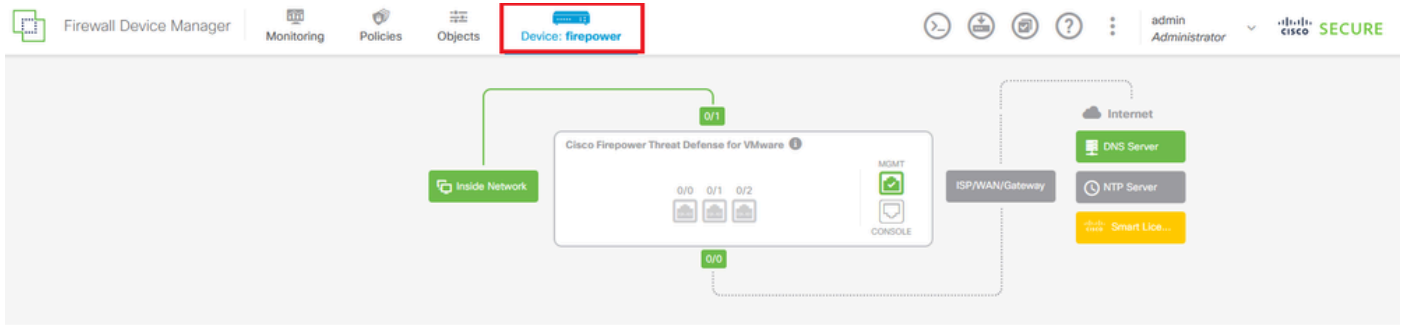 Firewall Device Manager
Monitoring
Policies
Objects
Device: firepower
admin
Administrator
cisco SECURE
0/1
Internet
Cisco Firepower Threat Defense for VMware
DNS Server
MGMT
Inside Network
0/0 0/1 0/2
ISP/WAN/Gateway
NTP Server
CONSOLE
cisco Smart Lice...
0/0